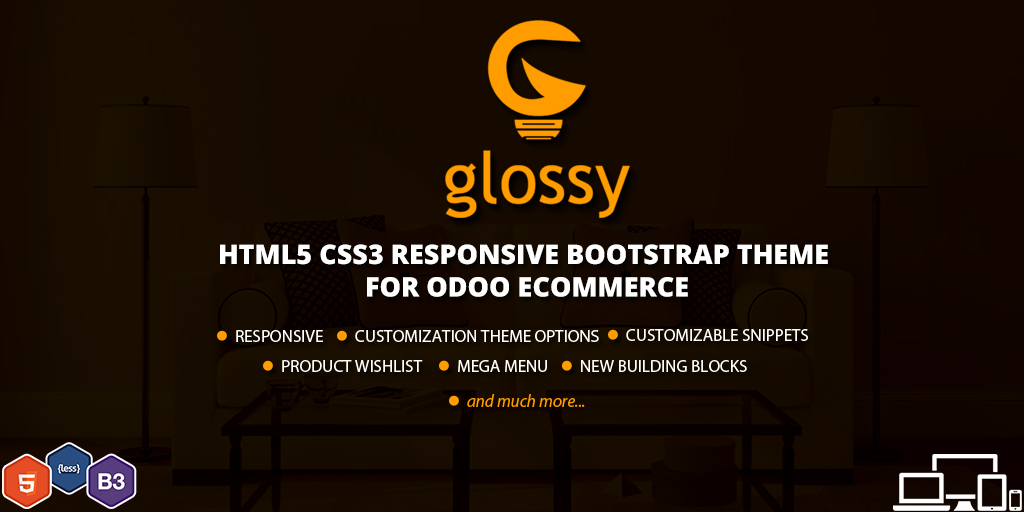 glossy
HTML5 CSS3 RESPONSIVE BOOTSTRAP THEME
FOR ODOO ECOMMERCE
RESPONSIVE CUSTOMIZATION THEME OPTIONS CUSTOMIZABLE SNIPPETS
PRODUCT WISHLIST MEGA MENU NEW BUILDING BLOCKS
and much more...
5 {less} B3